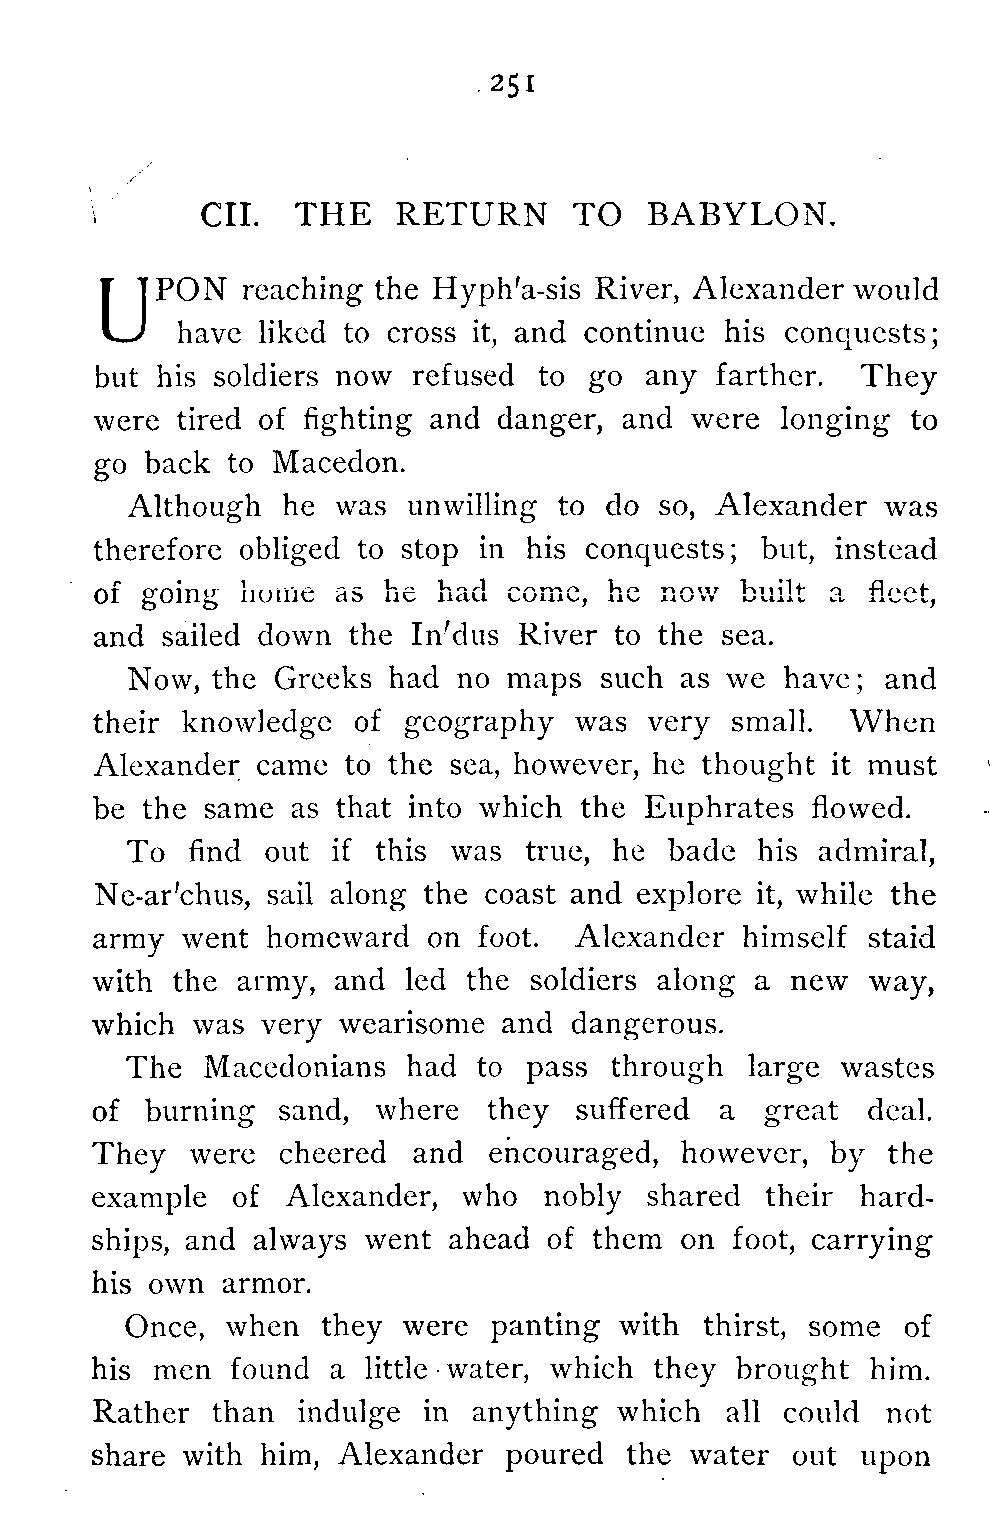 251
CII. THE RETURN TO BABYLON.
UPON reaching the Hyph'a-sis River, Alexander would
have liked to cross it, and continue his conquests;
but his soldiers now refused to go any farther. They
were tired of fighting and danger, and were longing to
go back to Macedon.
Although he was unwilling to do so, Alexander was
therefore obliged to stop in his conquests; but, instead
of going home as he had come, he now built a fleet,
and sailed down the In'dus River to the sea.
Now, the Greeks had no maps such as we have; and
their knowledge of geography was very small. When
Alexander came to the sea, however, he thought it must
be the same as that into which the Euphrates flowed.
To find out if this was true, he bade his admiral,
Ne-ar'chus, sail along the coast and explore it, while the
army went homeward on foot. Alexander himself staid
with the army, and led the soldiers along a new way,
which was very wearisome and dangerous.
The Macedonians had to pass through large wastes
of burning sand, where they suffered a great deal.
They were cheered and encouraged, however, by the
example of Alexander, who nobly shared their hard-
ships, and always went ahead of them on foot, carrying
his own armor.
Once, when they were panting with thirst, some of
his men found a little water, which they brought him.
Rather than indulge in anything which all could not
share with him, Alexander poured the water out upon